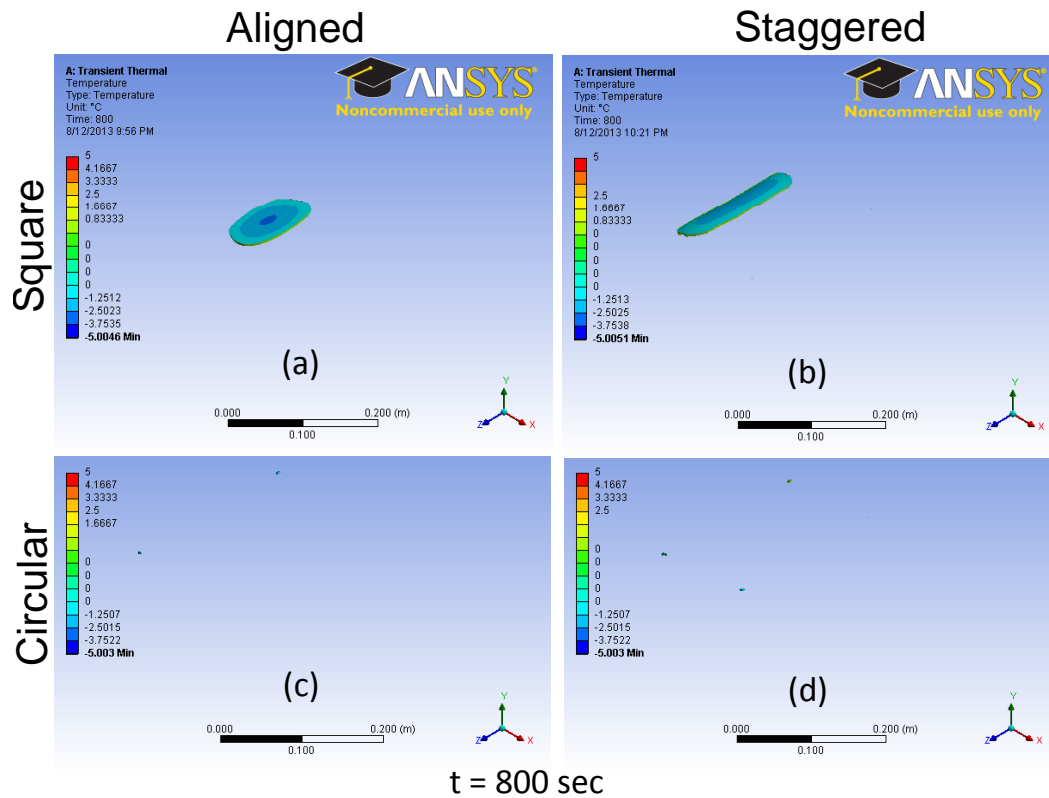 Aligned
Staggered
Square
A: Transient Thermal
Temperature
Type: Temperature
Unit: °C
Time: 800
8/12/2013 9:56 PM
ANSYS®
Noncommercial use only
5
4.1667
3.3333
2.5
1.6667
0.83333
0
0
0
0
-1.2512
-2.5023
-3.7535
-5.0046 Min
(a)
0.000
0.200 (m)
0.100
Y
Z
X
A: Transient Thermal
Temperature
Type: Temperature
Unit: °C
Time: 800
8/12/2013 10:21 PM
ANSYS®
Noncommercial use only
5
2.5
1.6667
0.83333
0
0
0
0
-1.2513
-2.5025
-3.7538
-5.0051 Min
(b)
0.000
0.200 (m)
0.100
Y
Z
X
Circular
5
4.1667
3.3333
2.5
1.6667
0
0
0
0
-1.2507
-2.5015
-3.7522
-5.003 Min
(c)
0.000
0.200 (m)
0.100
Y
Z
X
5
4.1667
3.3333
2.5
0
0
0
0
-1.2507
-2.5015
-3.7522
-5.003 Min
(d)
0.000
0.200 (m)
0.100
Y
Z
X
t = 800 sec